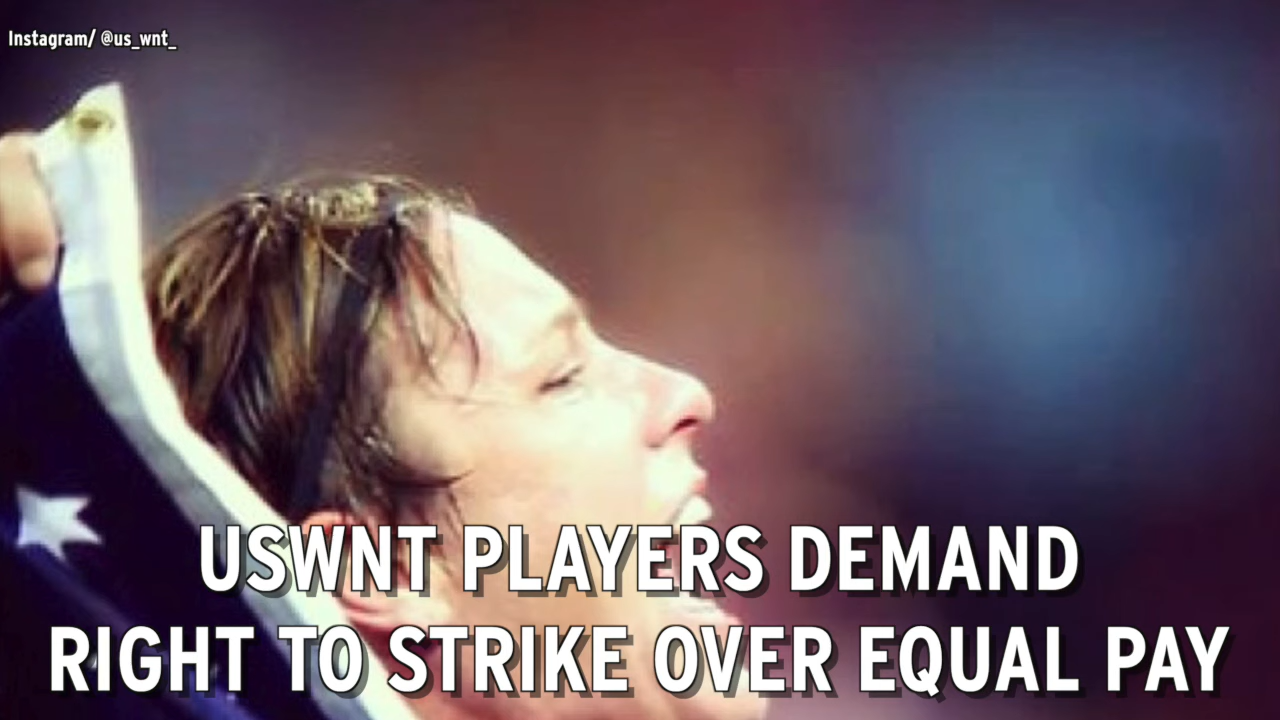 Instagram/ @us_wnt_
USWNT PLAYERS DEMAND
RIGHT TO STRIKE OVER EQUAL PAY